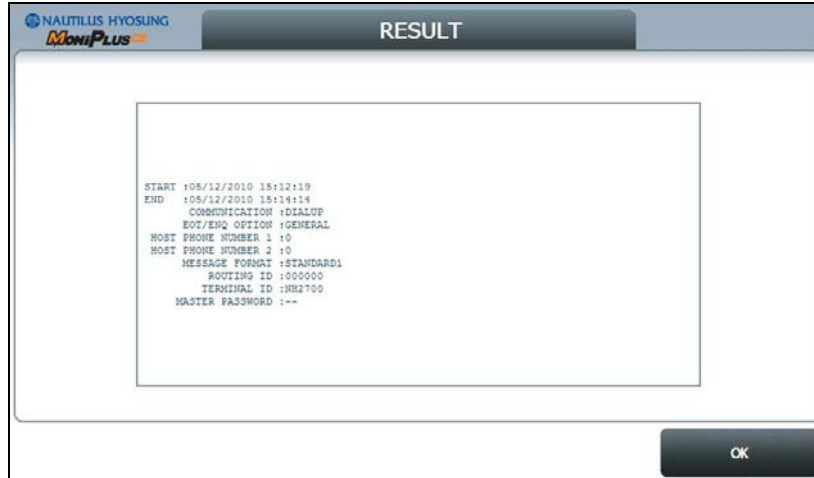 NAUTILUS HYOSUNG
MoniPlus CE
RESULT
START :05/12/2010 15:12:19
END :05/12/2010 15:14:14
COMMUNICATION :DIALUP
EOT/ENQ OPTION :GENERAL
HOST PHONE NUMBER 1 :0
HOST PHONE NUMBER 2 :0
MESSAGE FORMAT :STANDARD1
ROUTING ID :000000
TERMINAL ID :NH2700
MASTER PASSWORD :--
OK